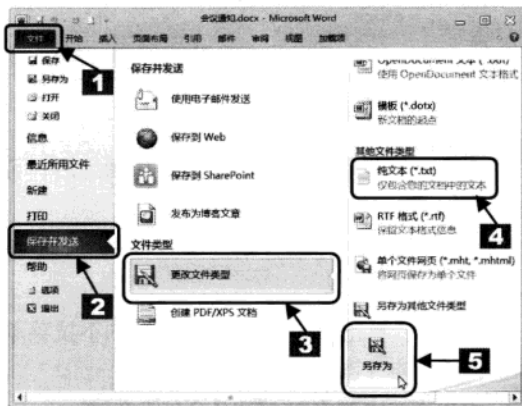 会议通知.docx - Microsoft Word
文件 开始 插入 页面布局 引用 邮件 审阅 视图 加载项
1
保存
另存为
打开
关闭
信息
最近所用文件
新建
打印
保存并发送
2
帮助
选项
退出
保存并发送
使用电子邮件发送
保存到 Web
保存到 SharePoint
发布为博客文章
文件类型
更改文件类型
3
创建 PDF/XPS 文档
OpenDocument 文本 (*.odt)
使用 OpenDocument 文本格式
模板 (*.dotx)
新文档的起点
其他文件类型
纯文本 (*.txt)
仅包含您的文档中的文本
4
RTF 格式 (*.rtf)
保留文本格式信息
单个文件网页 (*.mht, *.mhtml)
将网页保存为单个文件
另存为其他文件类型
另存为
5